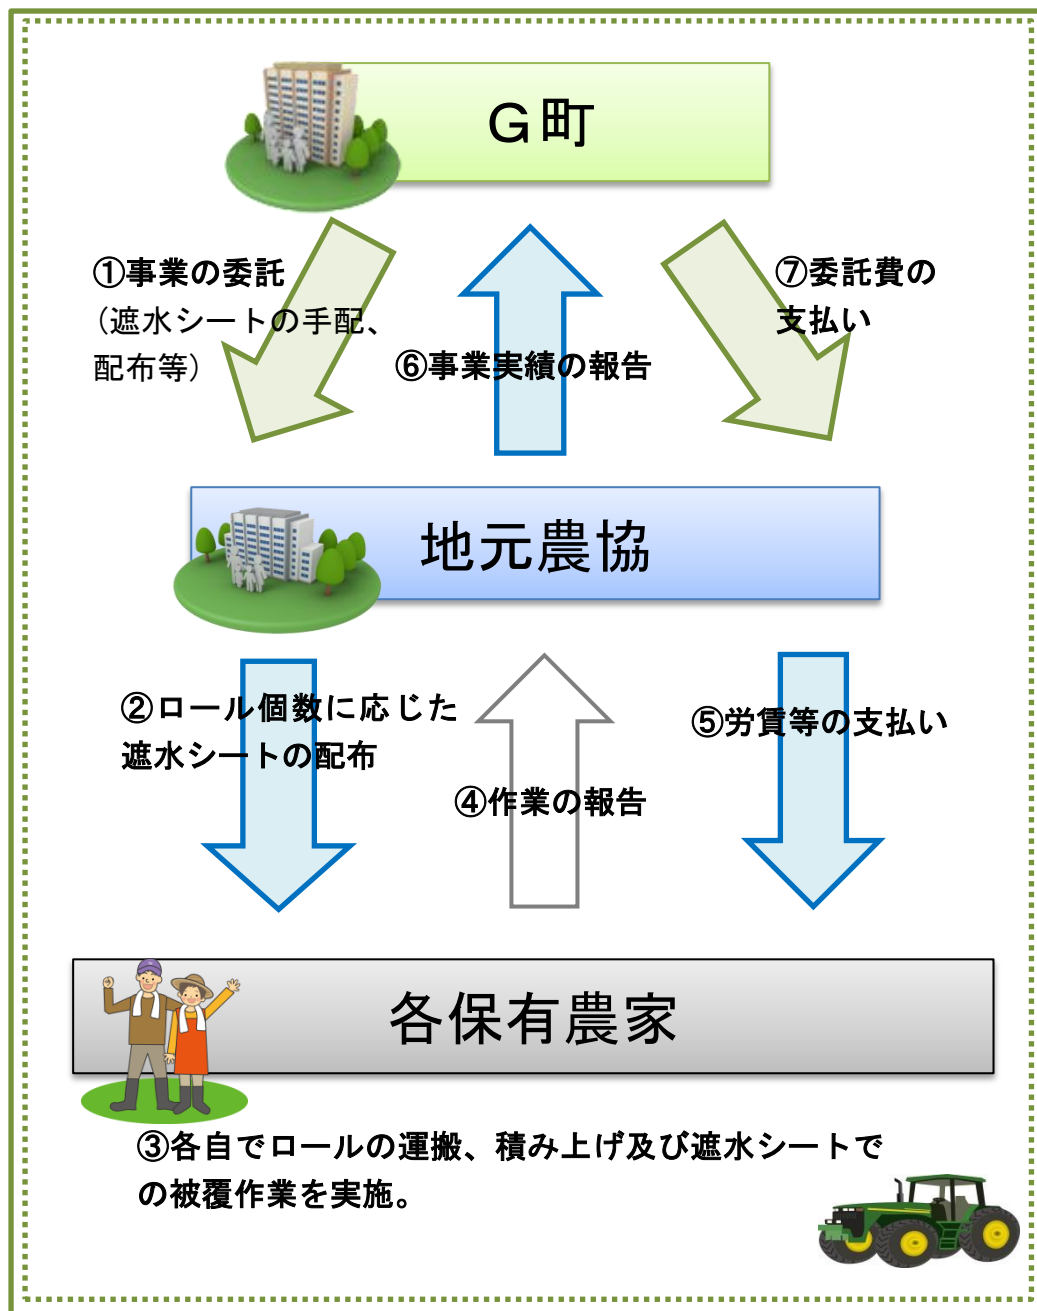 G町
①事業の委託
（遮水シートの手配、
配布等）
⑥事業実績の報告
⑦委託費の
支払い
地元農協
②ロール個数に応じた
遮水シートの配布
④作業の報告
⑤労賃等の支払い
各保有農家
③各自でロールの運搬、積み上げ及び遮水シートで
の被覆作業を実施。